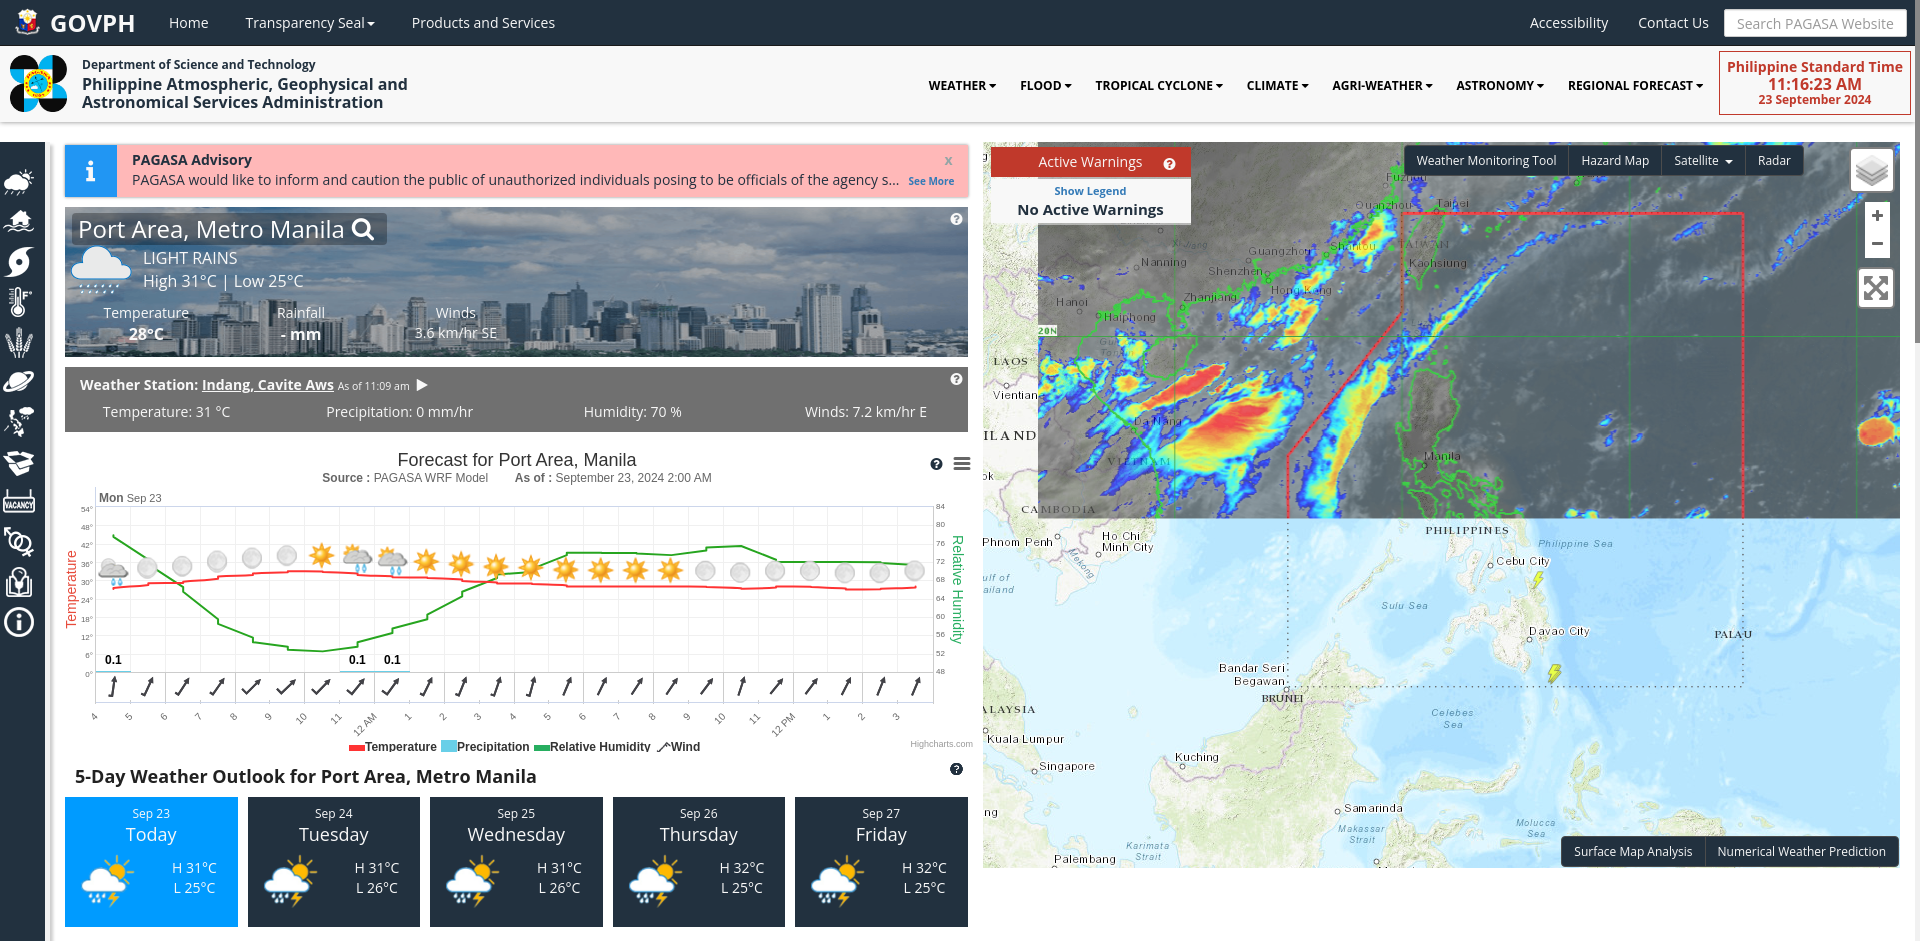 GOVPH
Home
Transparency Seal
Products and Services
Accessibility
Contact Us
Search PAGASA Website
Department of Science and Technology
Philippine Atmospheric, Geophysical and
Astronomical Services Administration
WEATHER
FLOOD
TROPICAL CYCLONE
CLIMATE
AGRI-WEATHER
ASTRONOMY
REGIONAL FORECAST
Philippine Standard Time
11:16:23 AM
23 September 2024
VACANCY
PAGASA Advisory
x
PAGASA would like to inform and caution the public of unauthorized individuals posing to be officials of the agency s...
See More
Port Area, Metro Manila
LIGHT RAINS
High 31°C | Low 25°C
Temperature
Rainfall
Winds
28°C
- mm
3.6 km/hr SE
Weather Station: Indang, Cavite Aws As of 11:09 am
Temperature: 31 °C
Precipitation: 0 mm/hr
Humidity: 70 %
Winds: 7.2 km/hr E
Forecast for Port Area, Manila
Source : PAGASA WRF Model
As of : September 23, 2024 2:00 AM
Mon Sep 23
Temperature
54°
48°
42°
36°
30°
24°
18°
12°
6°
0°
84
80
76
72
68
64
60
56
52
48
Relative Humidity
0.1
0.1
0.1
4
5
6
7
8
9
10
11
12 AM
1
2
3
4
5
6
7
8
9
10
11
12 PM
1
2
3
Temperature
Precipitation
Relative Humidity
Wind
Highcharts.com
5-Day Weather Outlook for Port Area, Metro Manila
Sep 23
Today
H 31°C
L 25°C
Sep 24
Tuesday
H 31°C
L 26°C
Sep 25
Wednesday
H 31°C
L 26°C
Sep 26
Thursday
H 32°C
L 25°C
Sep 27
Friday
H 32°C
L 25°C
Active Warnings
Show Legend
No Active Warnings
Weather Monitoring Tool
Hazard Map
Satellite
Radar
+
−
Fuzhou
Quanzhou
Taipei
Shantou
TAIWAN
Kaohsiung
Guangzhou
Nanning
Shenzhen
Hong Kong
Zhanjiang
Hanoi
Haiphong
20N
LAOS
Vientian
ILAND
Da Nang
VIETNAM
Manila
ok
CAMBODIA
Phnom Penh
Ho Chi
Minh City
Mekong
ulf of
ailand
PHILIPPINES
Philippine Sea
Cebu City
Sulu Sea
Davao City
PALAU
Bandar Seri
Begawan
BRUNEI
ALAYSIA
Kuala Lumpur
Celebes
Sea
Kuching
Singapore
Samarinda
ng
Makassar
Strait
Molucca
Sea
Karimata
Strait
Palembang
Surface Map Analysis
Numerical Weather Prediction